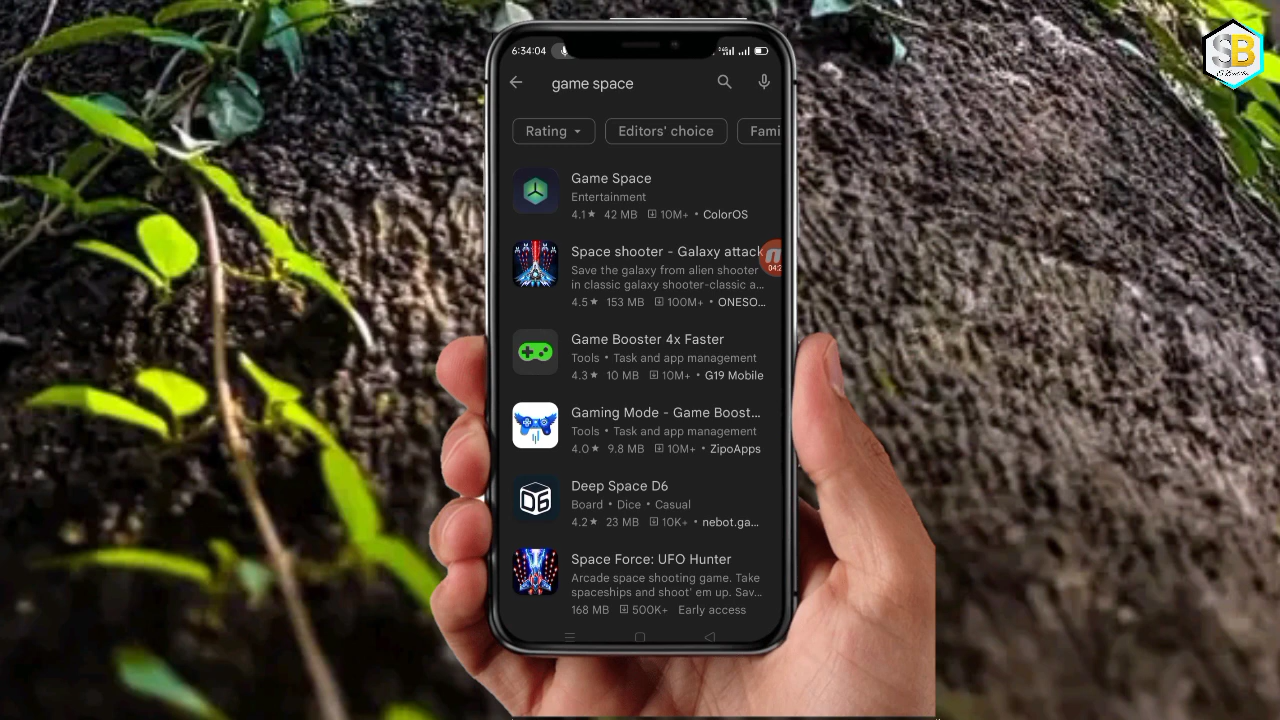 SB
6:34:04
game space
Rating
Editors' choice
Fami
Game Space
Entertainment
4.1★ 42 MB 10M+ • ColorOS
Space shooter - Galaxy attack
Save the galaxy from alien shooter
in classic galaxy shooter-classic a...
4.5★ 153 MB 100M+ • ONESO...
04:2
Game Booster 4x Faster
Tools • Task and app management
4.3★ 10 MB 10M+ • G19 Mobile
Gaming Mode - Game Boost...
Tools • Task and app management
4.0★ 9.8 MB 10M+ • ZipoApps
D6
Deep Space D6
Board • Dice • Casual
4.2★ 23 MB 10K+ • nebot.ga...
Space Force: UFO Hunter
Arcade space shooting game. Take
spaceships and shoot' em up. Sav...
168 MB 500K+ Early access